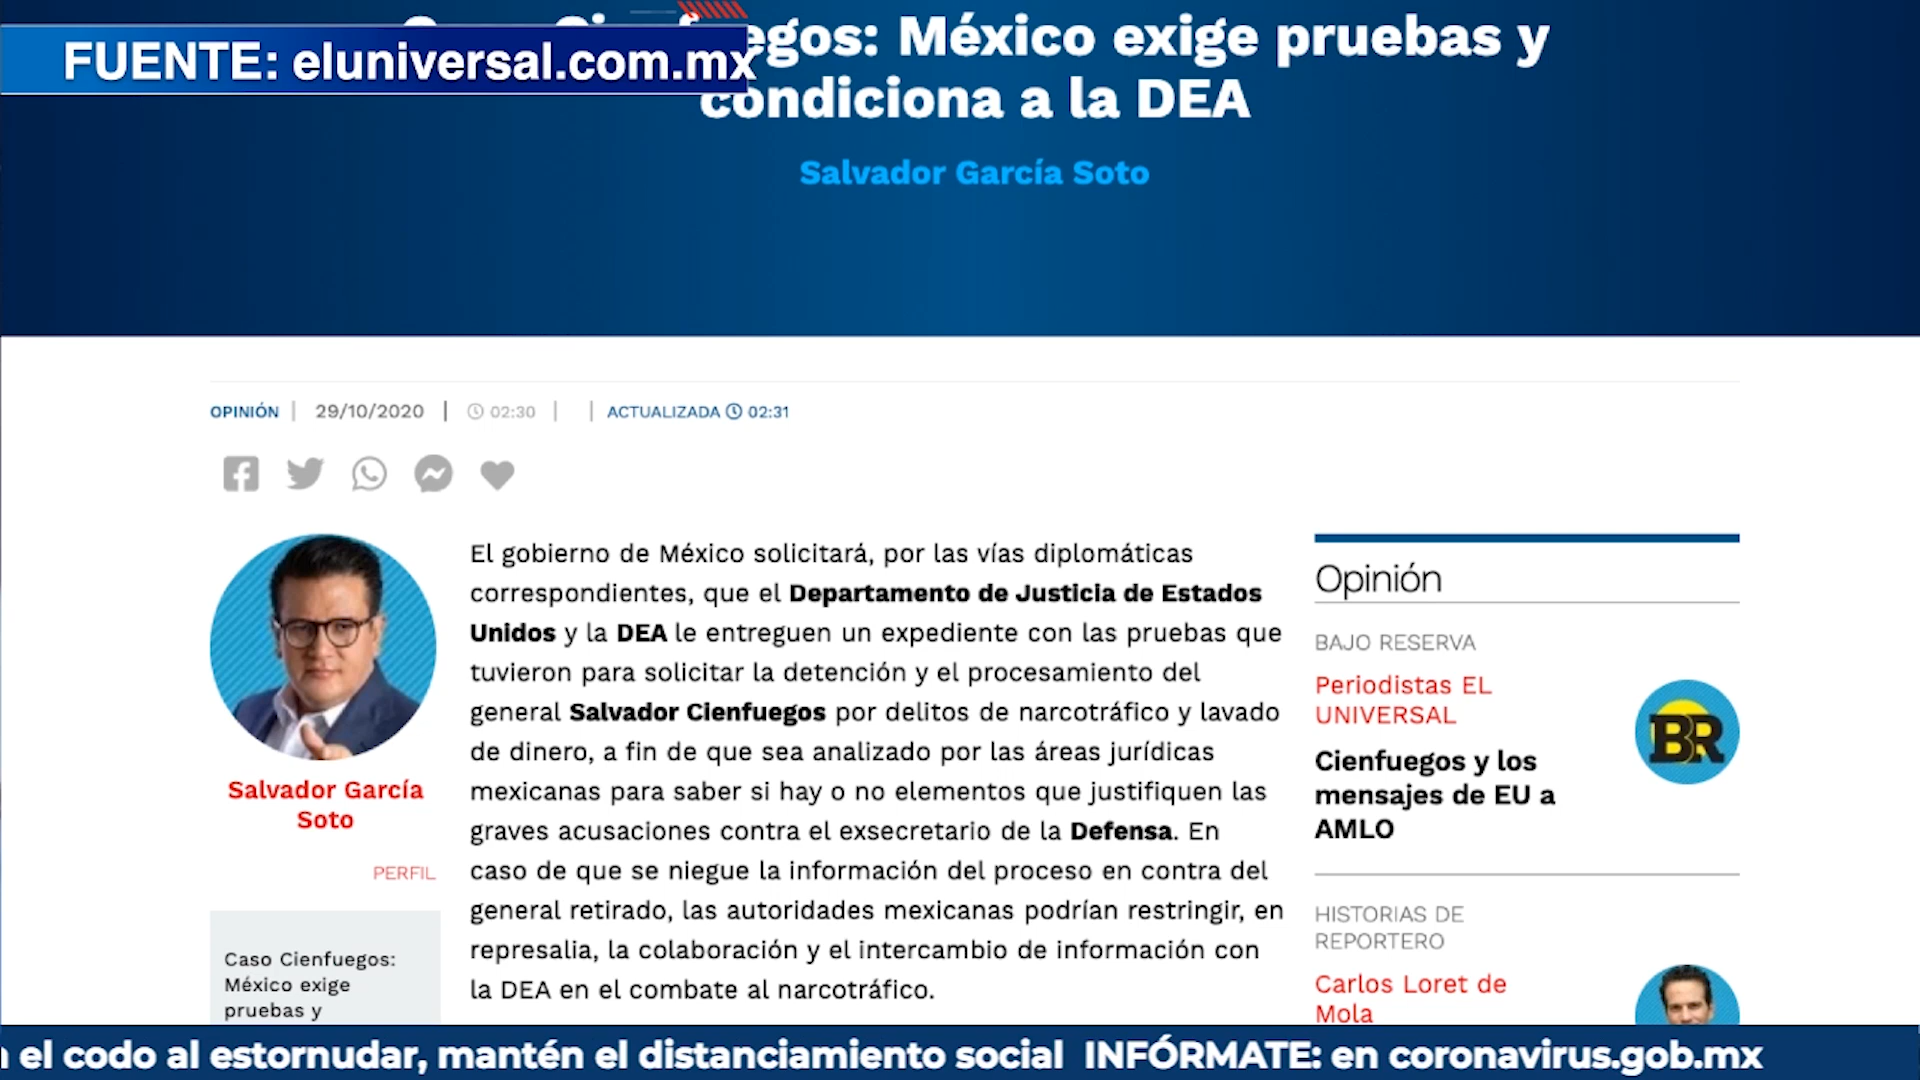 FUENTE: eluniversal.com.mx
Caso Cienfuegos: México exige pruebas y
condiciona a la DEA
Salvador García Soto
OPINIÓN | 29/10/2020 | 02:30 | | ACTUALIZADA 02:31
Salvador García
Soto
PERFIL
Caso Cienfuegos:
México exige
pruebas y
El gobierno de México solicitará, por las vías diplomáticas
correspondientes, que el Departamento de Justicia de Estados
Unidos y la DEA le entreguen un expediente con las pruebas que
tuvieron para solicitar la detención y el procesamiento del
general Salvador Cienfuegos por delitos de narcotráfico y lavado
de dinero, a fin de que sea analizado por las áreas jurídicas
mexicanas para saber si hay o no elementos que justifiquen las
graves acusaciones contra el exsecretario de la Defensa. En
caso de que se niegue la información del proceso en contra del
general retirado, las autoridades mexicanas podrían restringir, en
represalia, la colaboración y el intercambio de información con
la DEA en el combate al narcotráfico.
Opinión
BAJO RESERVA
Periodistas EL
UNIVERSAL
Cienfuegos y los
mensajes de EU a
AMLO
BR
HISTORIAS DE
REPORTERO
Carlos Loret de
Mola
el codo al estornudar, mantén el distanciamiento social INFÓRMATE: en coronavirus.gob.mx